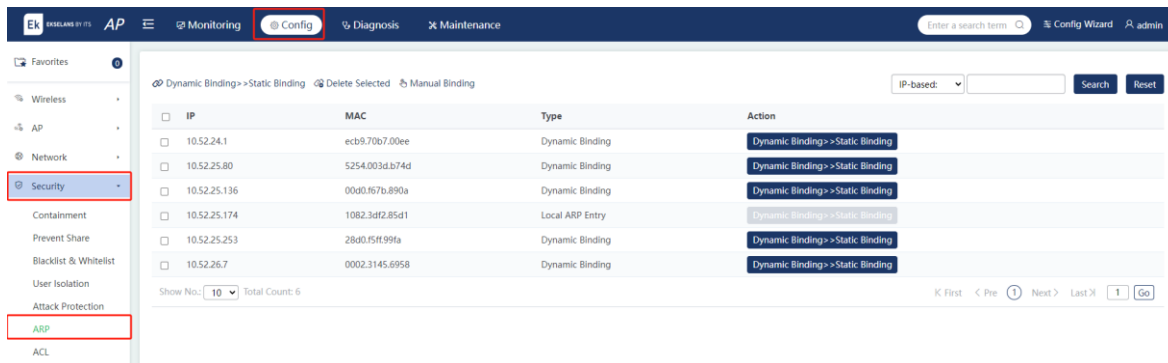 Ek EKSELANS BY ITS AP Monitoring Config Diagnosis Maintenance Enter a search term Config Wizard admin
Favorites 0
Wireless
AP
Network
Security
Containment
Prevent Share
Blacklist & Whitelist
User Isolation
Attack Protection
ARP
ACL
Dynamic Binding>>Static Binding Delete Selected Manual Binding IP-based: Search Reset
IP MAC Type Action
10.52.24.1 ecb9.70b7.00ee Dynamic Binding Dynamic Binding>>Static Binding
10.52.25.80 5254.003d.b74d Dynamic Binding Dynamic Binding>>Static Binding
10.52.25.136 00d0.f67b.890a Dynamic Binding Dynamic Binding>>Static Binding
10.52.25.174 1082.3df2.85d1 Local ARP Entry Dynamic Binding>>Static Binding
10.52.25.253 28d0.f5ff.99fa Dynamic Binding Dynamic Binding>>Static Binding
10.52.26.7 0002.3145.6958 Dynamic Binding Dynamic Binding>>Static Binding
Show No.: 10 Total Count: 6 First Pre 1 Next Last 1 Go